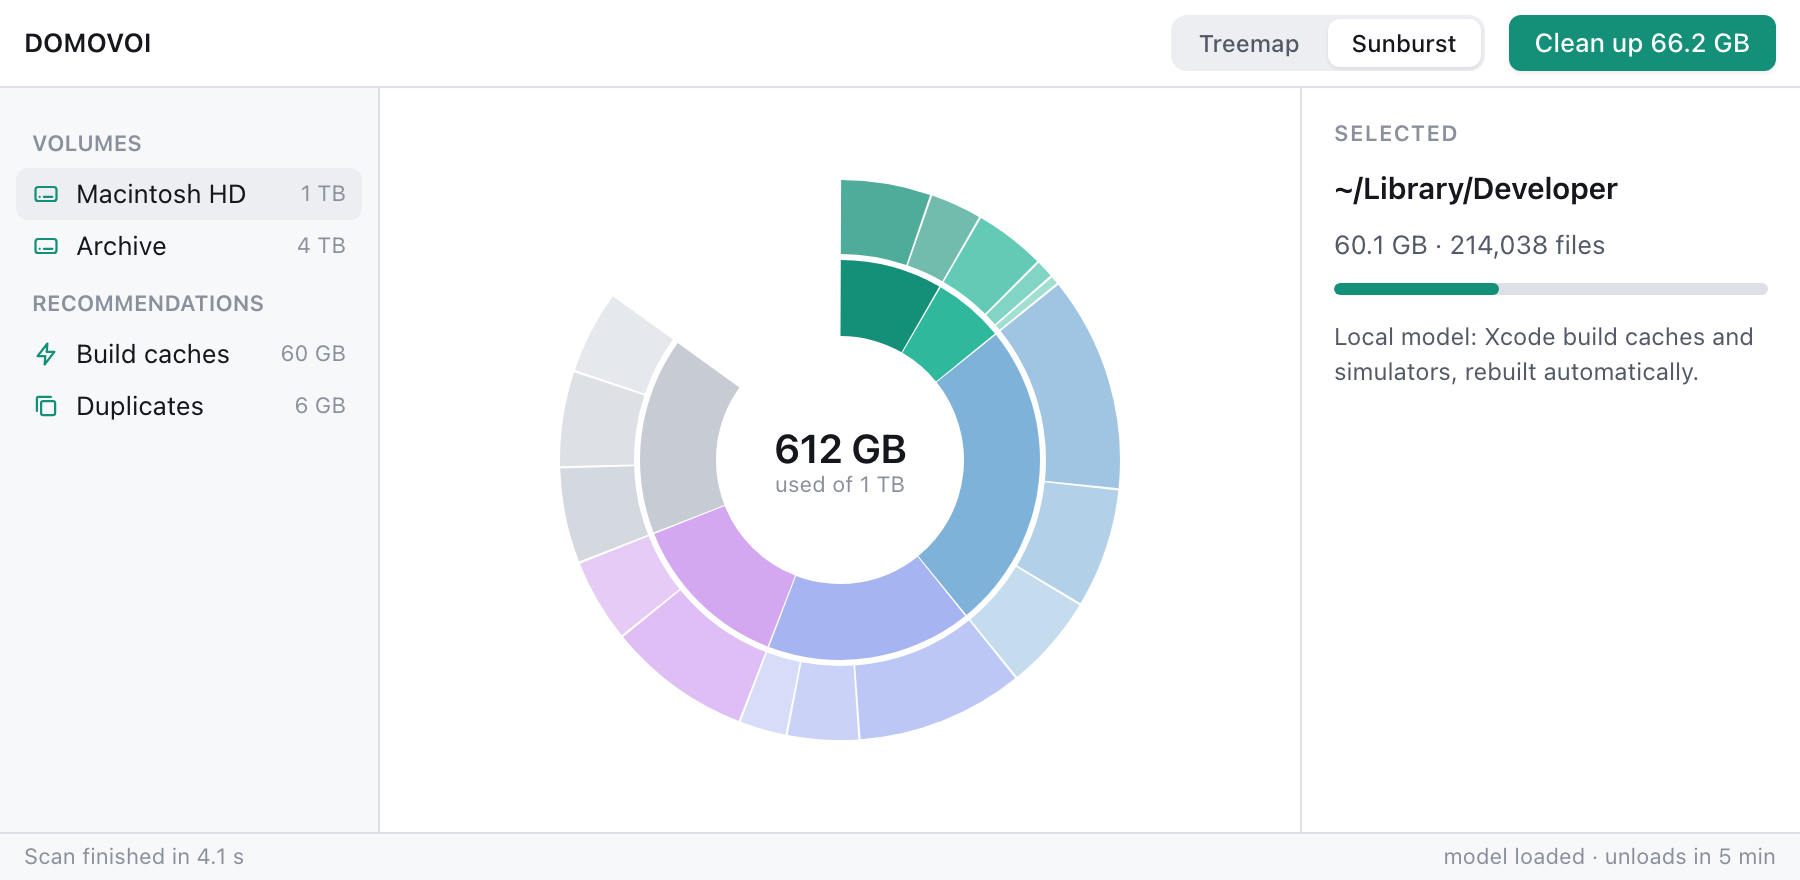 DOMOVOI
Treemap
Sunburst
Clean up 66.2 GB
VOLUMES
Macintosh HD 1 TB
Archive 4 TB
RECOMMENDATIONS
Build caches 60 GB
Duplicates 6 GB
612 GB
used of 1 TB
SELECTED
~/Library/Developer
60.1 GB · 214,038 files
Local model: Xcode build caches and
simulators, rebuilt automatically.
Scan finished in 4.1 s
model loaded · unloads in 5 min